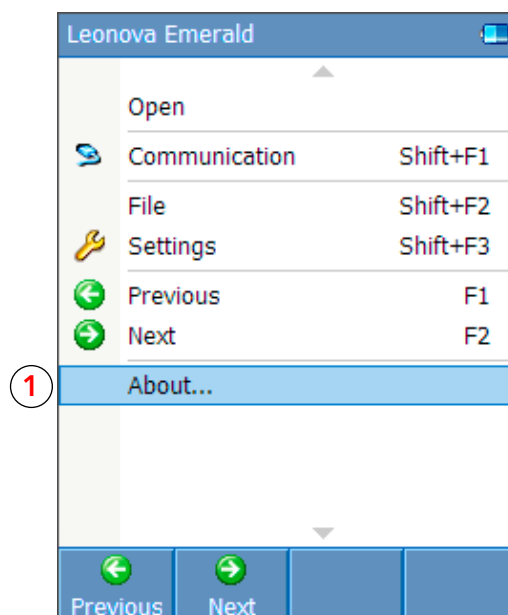 Leonova Emerald
Open
Communication Shift+F1
File Shift+F2
Settings Shift+F3
Previous F1
Next F2
1 About...
Previous Next